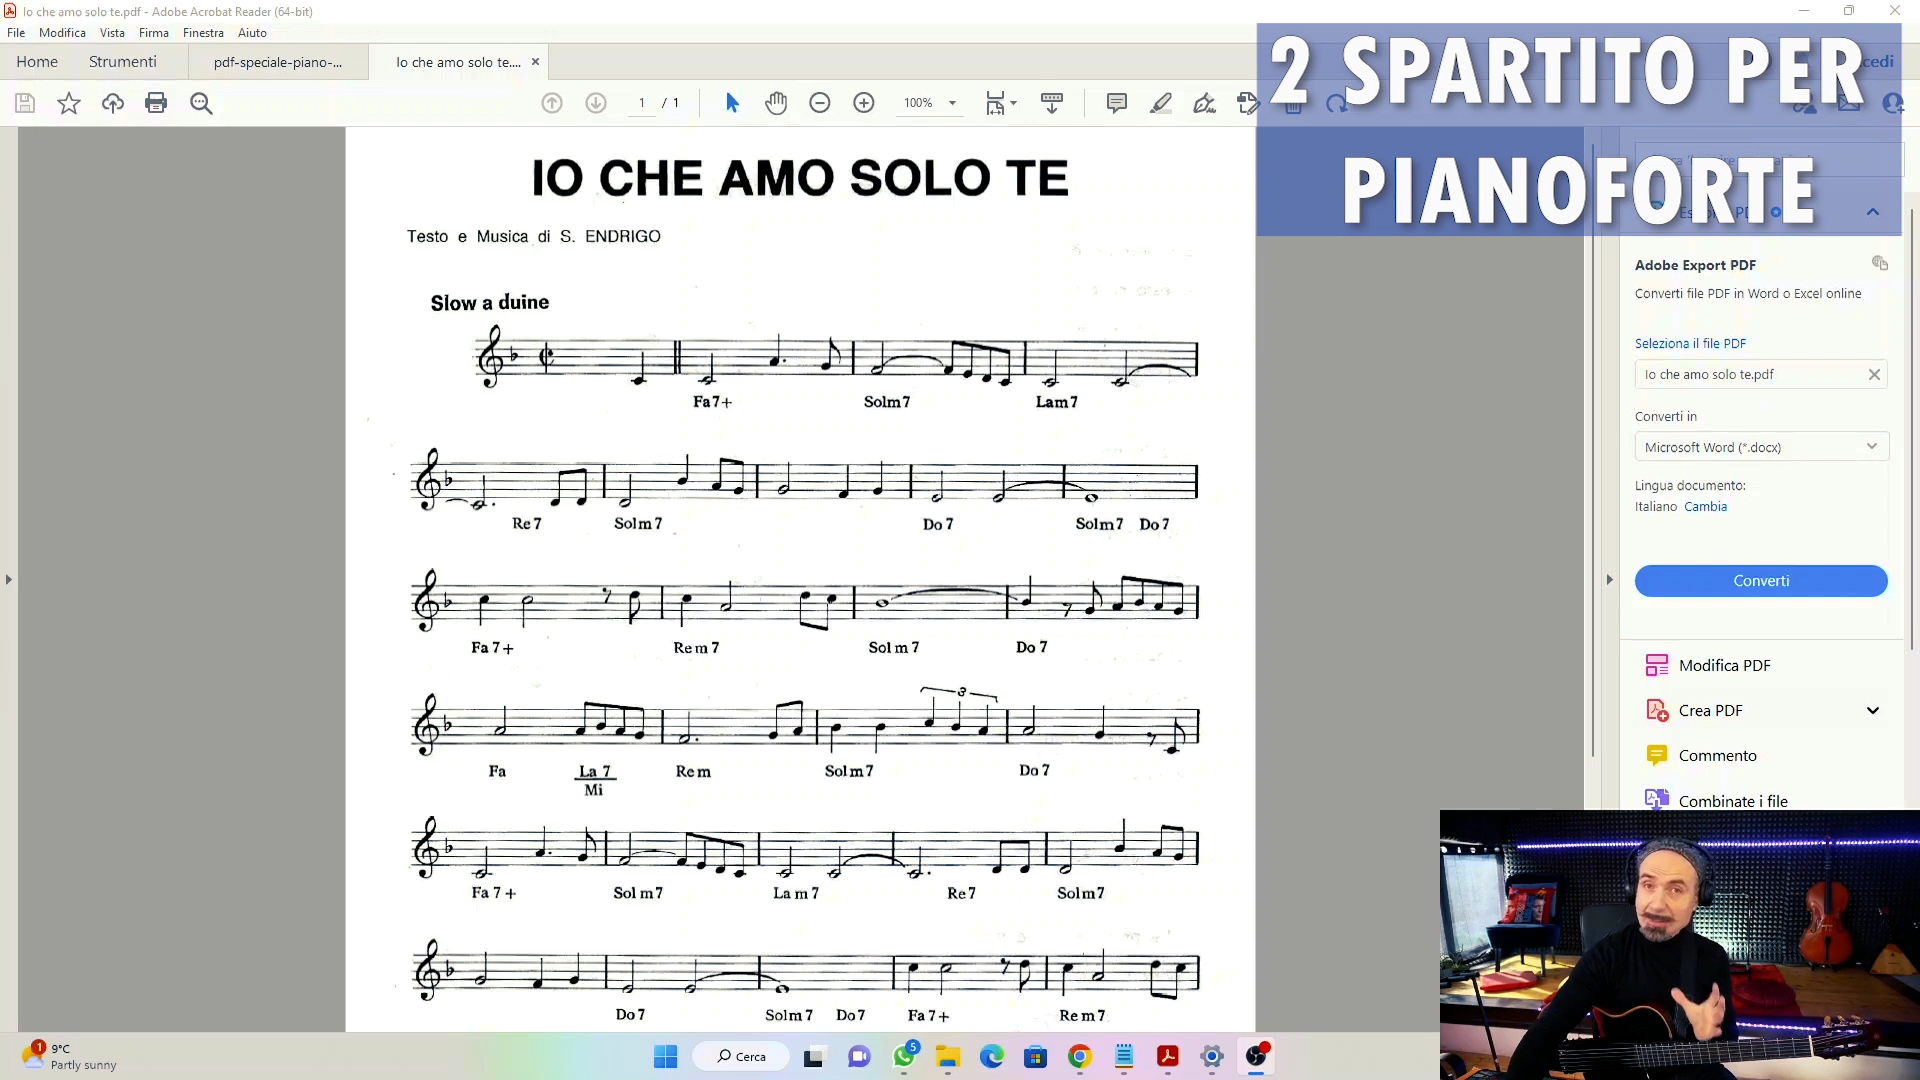 Io che amo solo te.pdf - Adobe Acrobat Reader (64-bit)
File Modifica Vista Firma Finestra Aiuto
Home Strumenti pdf-speciale-piano-... Io che amo solo te....
2 SPARTITO PER
PIANOFORTE
1 / 1 100%
IO CHE AMO SOLO TE
Testo e Musica di S. ENDRIGO
Slow a duine
Fa7+ Solm7 Lam7
Re7 Solm7 Do7 Solm7 Do7
Fa7+ Rem7 Solm7 Do7
3
Fa La 7 Rem Solm7 Do7
Mi
Fa7+ Solm7 Lam7 Re7 Solm7
Do7 Solm7 Do7 Fa7+ Rem7
Adobe Export PDF
Converti file PDF in Word o Excel online
Seleziona il file PDF
Io che amo solo te.pdf
Converti in
Microsoft Word (*.docx)
Lingua documento:
Italiano Cambia
Converti
Modifica PDF
Crea PDF
Commento
Combinate i file
1
9°C
Partly sunny
Cerca
5